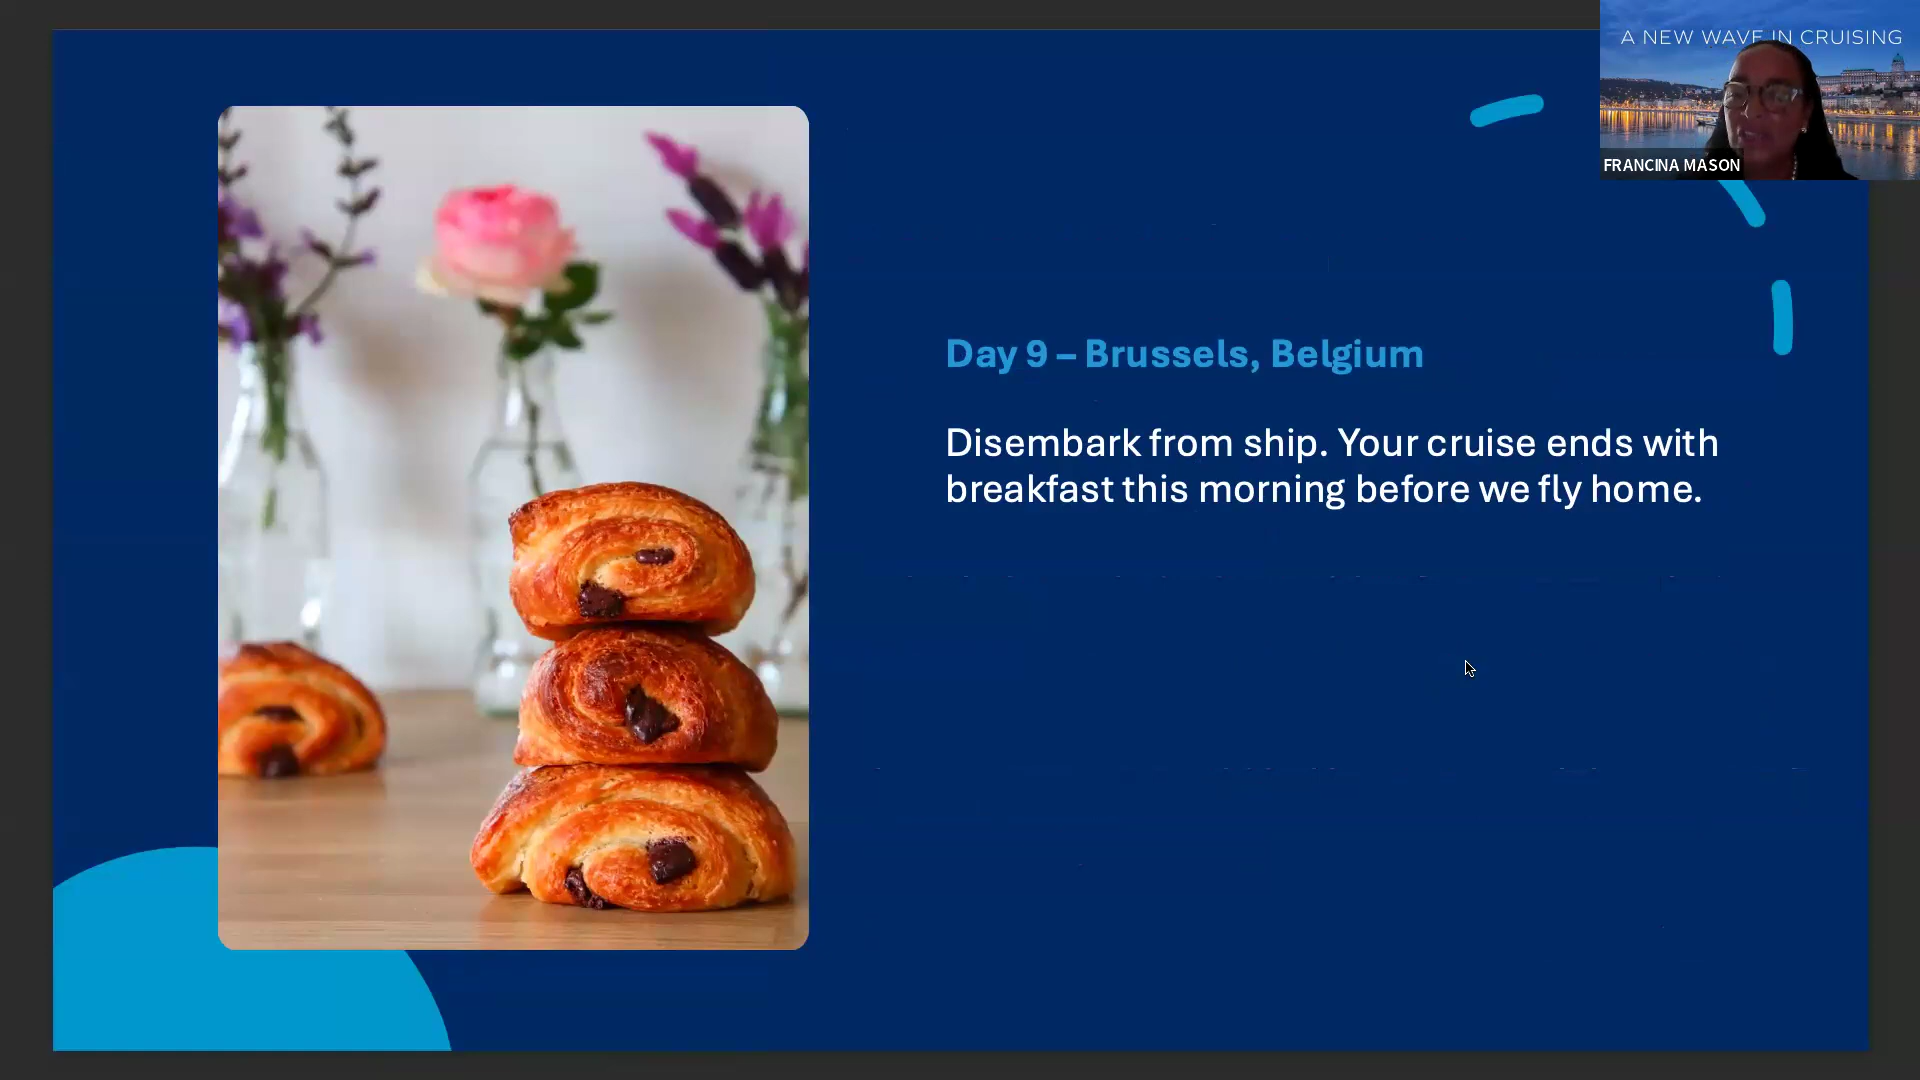 A NEW WAVE IN CRUISING
FRANCINA MASON
Day 9 – Brussels, Belgium
Disembark from ship. Your cruise ends with
breakfast this morning before we fly home.